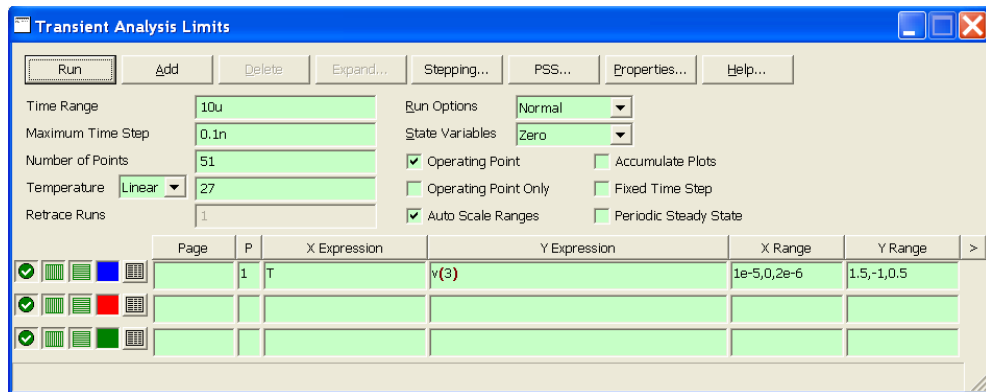 Transient Analysis Limits
Run Add Delete Expand... Stepping... PSS... Properties... Help...
Time Range 10u Run Options Normal
Maximum Time Step 0.1n State Variables Zero
Number of Points 51 Operating Point Accumulate Plots
Temperature Linear 27 Operating Point Only Fixed Time Step
Retrace Runs 1 Auto Scale Ranges Periodic Steady State
Page P X Expression Y Expression X Range Y Range >
1 T v(3) 1e-5,0,2e-6 1.5,-1,0.5